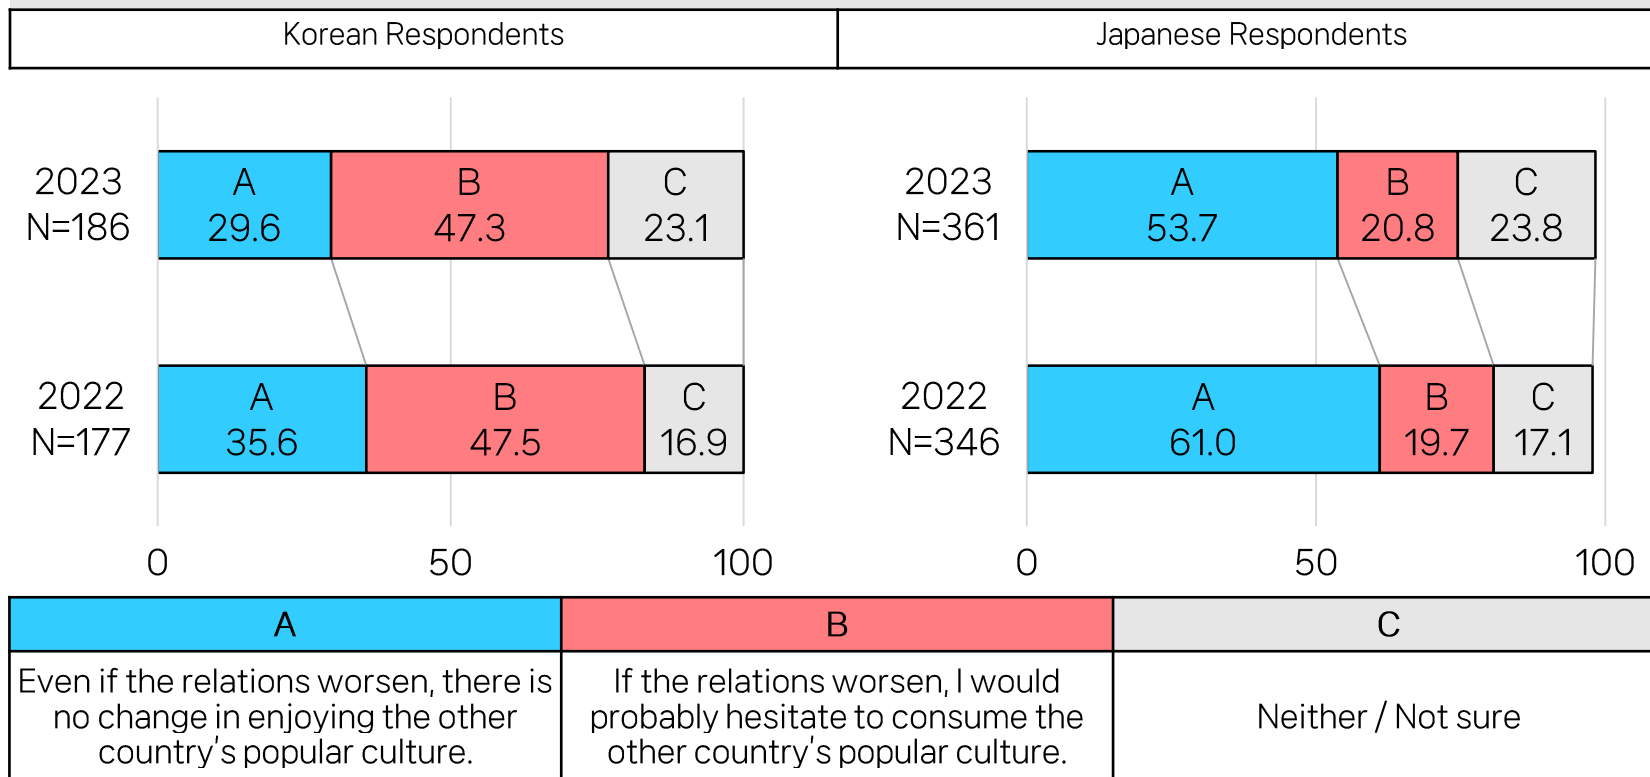 Korean Respondents
Japanese Respondents
2023
N=186
A
29.6
B
47.3
C
23.1
2022
N=177
A
35.6
B
47.5
C
16.9
0
50
100
2023
N=361
A
53.7
B
20.8
C
23.8
2022
N=346
A
61.0
B
19.7
C
17.1
0
50
100
A
Even if the relations worsen, there is
no change in enjoying the other
country's popular culture.
B
If the relations worsen, I would
probably hesitate to consume the
other country's popular culture.
C
Neither / Not sure